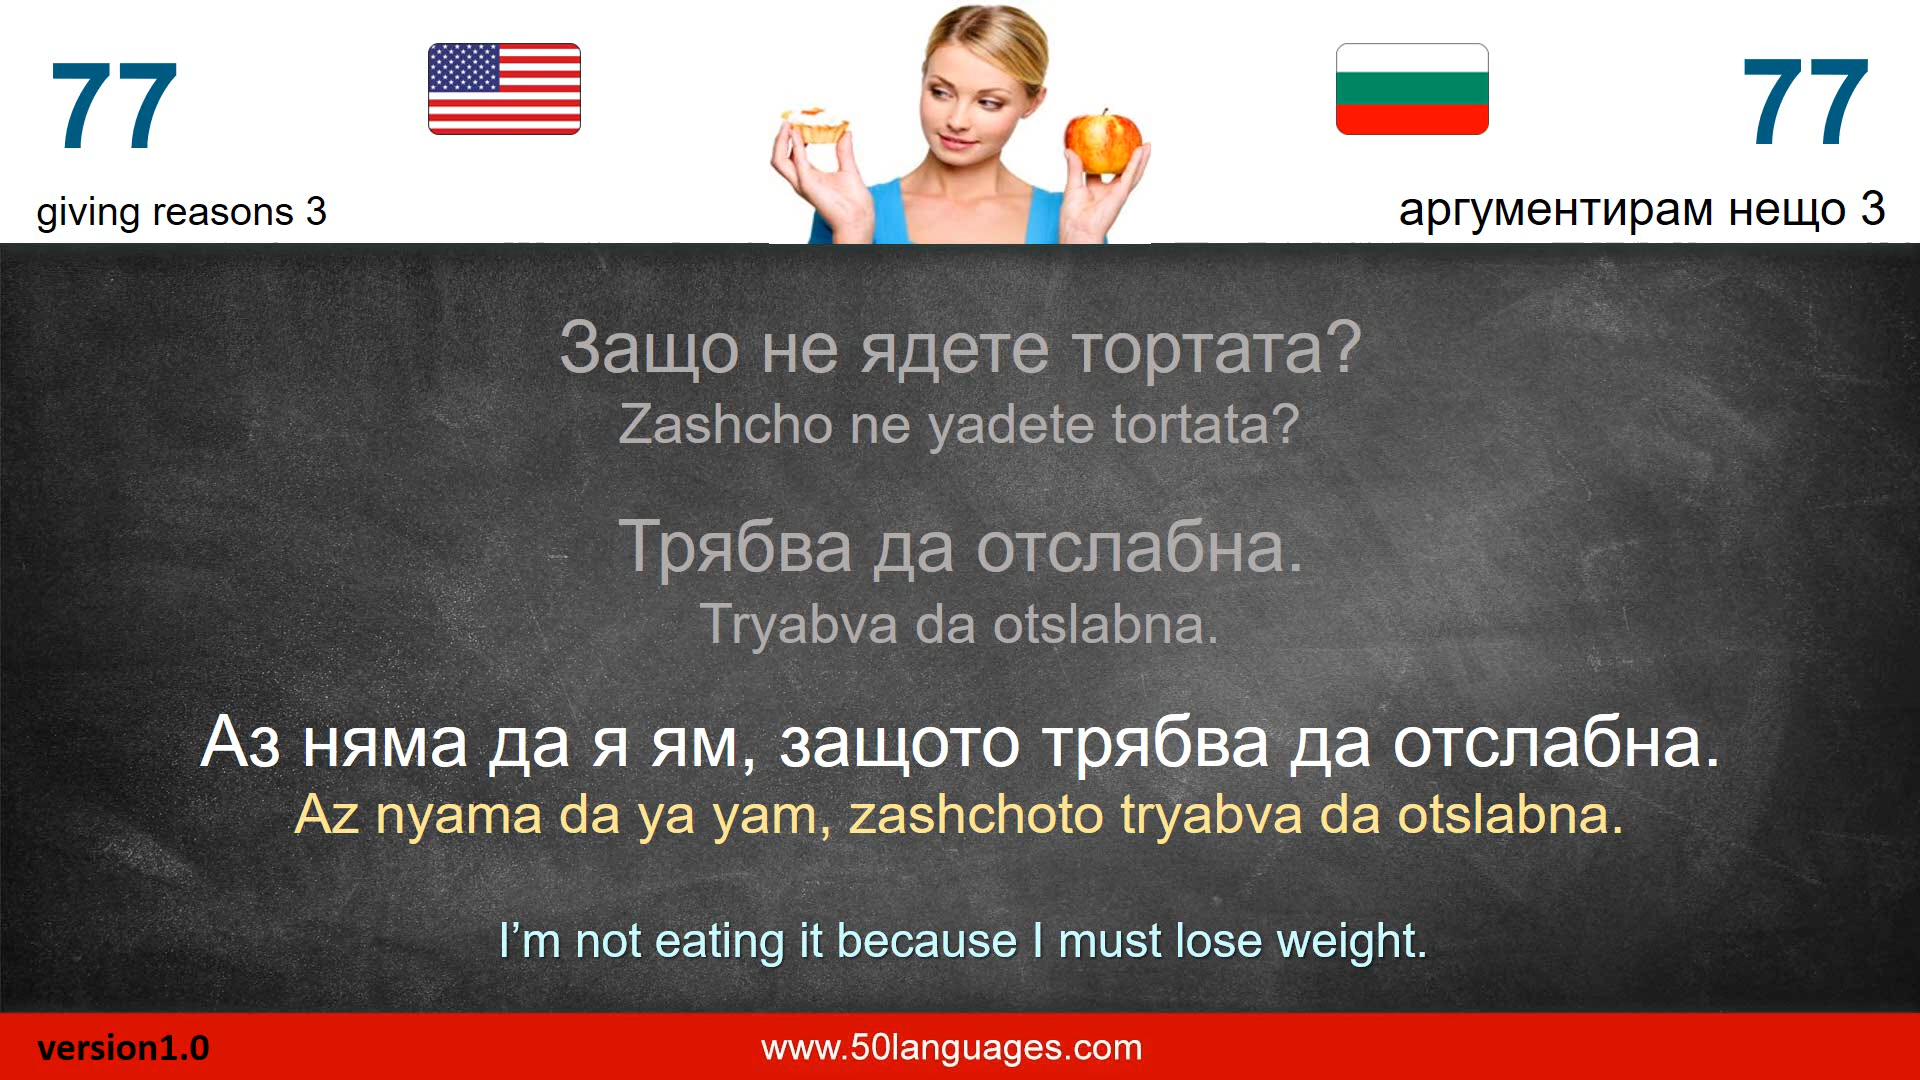 77
77
giving reasons 3
аргументирам нещо 3
Защо не ядете тортата?
Zashcho ne yadete tortata?
Трябва да отслабна.
Tryabva da otslabna.
Аз няма да я ям, защото трябва да отслабна.
Az nyama da ya yam, zashchoto tryabva da otslabna.
I’m not eating it because I must lose weight.
version1.0
www.50languages.com